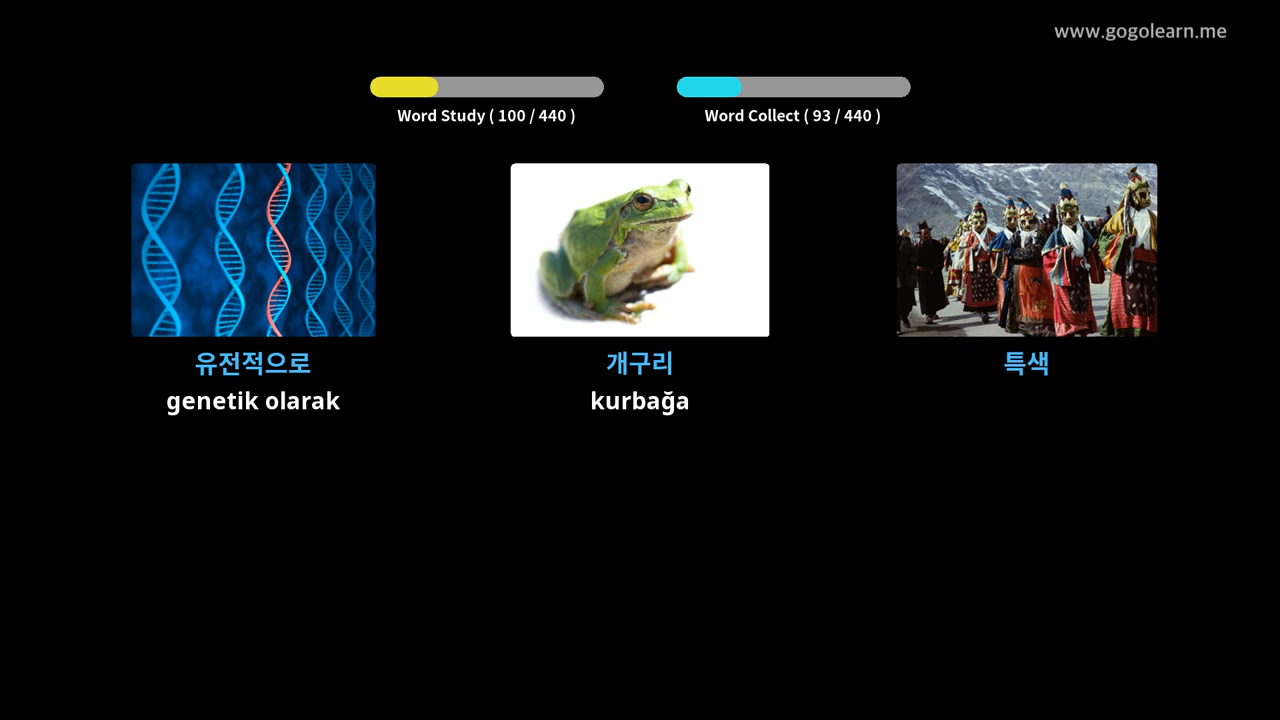 www.gogolearn.me
Word Study ( 100 / 440 )
Word Collect ( 93 / 440 )
유전적으로
genetik olarak
개구리
kurbağa
특색